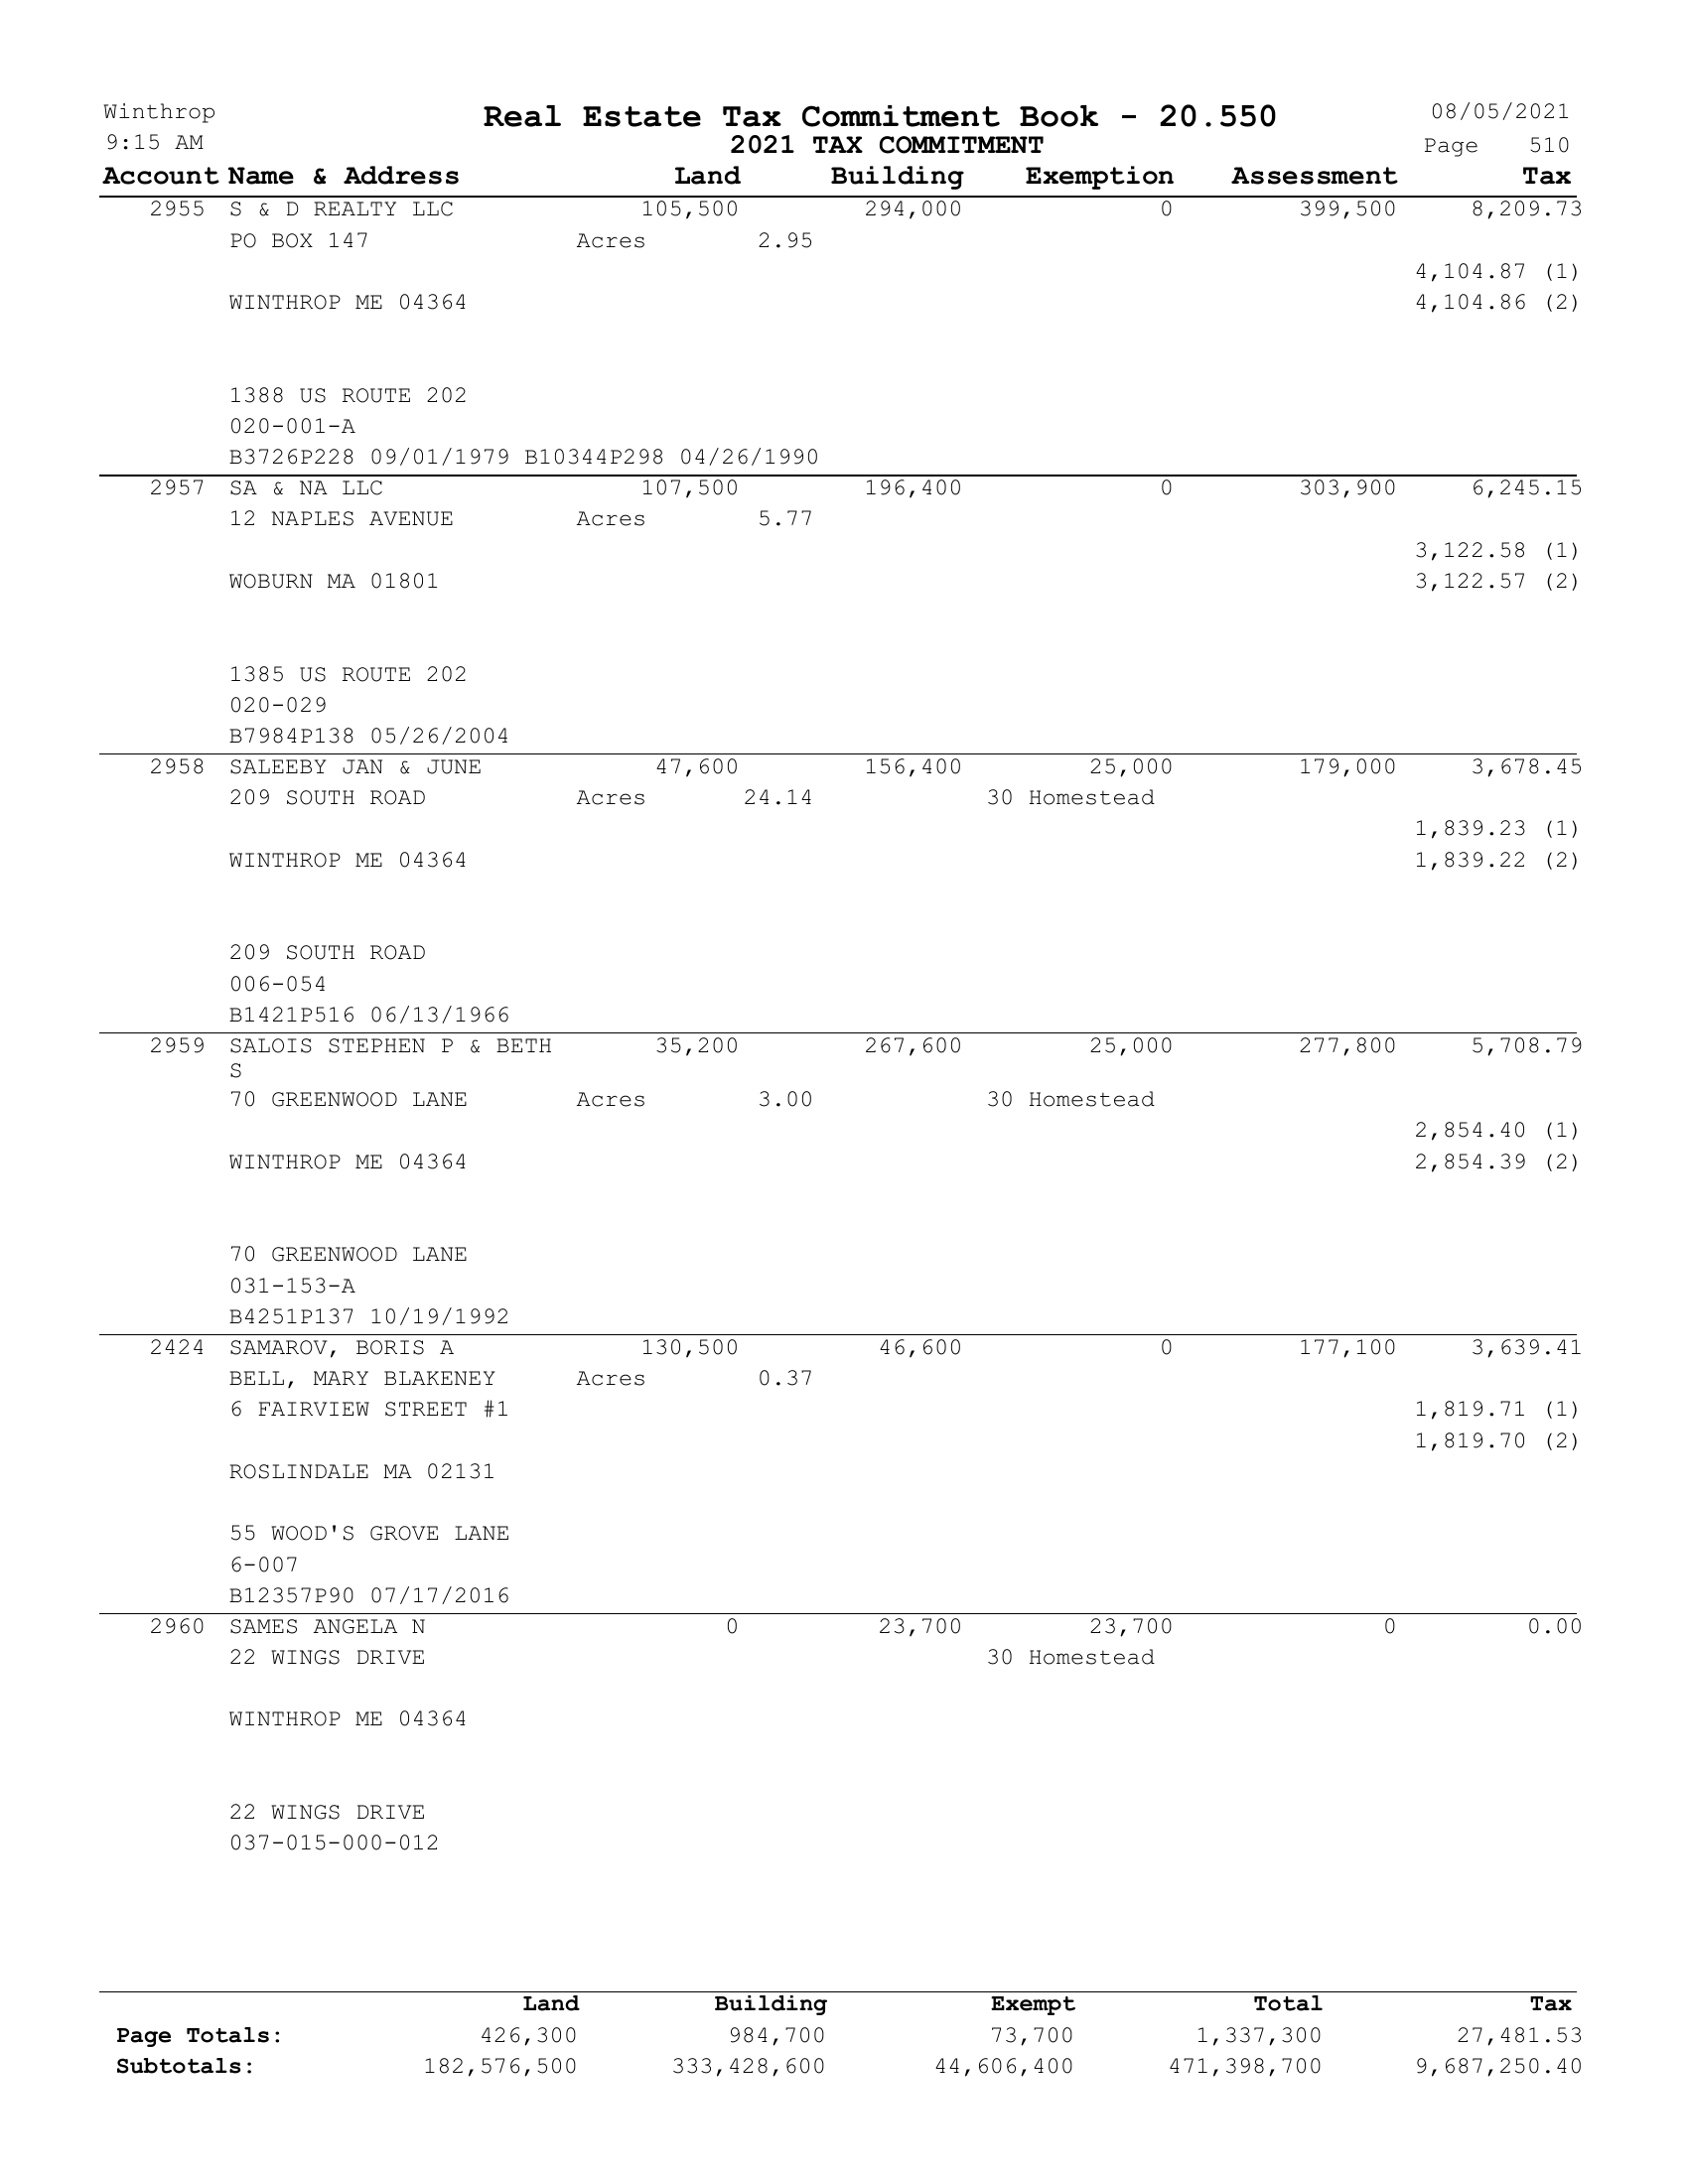 Winthrop Real Estate Tax Commitment Book - 20.550 08/05/2021
9:15 AM 2021 TAX COMMITMENT Page 510
Account Name & Address Land Building Exemption Assessment Tax
2955 S & D REALTY LLC 105,500 294,000 0 399,500 8,209.73
PO BOX 147 Acres 2.95
4,104.87 (1)
WINTHROP ME 04364 4,104.86 (2)
1388 US ROUTE 202
020-001-A
B3726P228 09/01/1979 B10344P298 04/26/1990
2957 SA & NA LLC 107,500 196,400 0 303,900 6,245.15
12 NAPLES AVENUE Acres 5.77
3,122.58 (1)
WOBURN MA 01801 3,122.57 (2)
1385 US ROUTE 202
020-029
B7984P138 05/26/2004
2958 SALEEBY JAN & JUNE 47,600 156,400 25,000 179,000 3,678.45
209 SOUTH ROAD Acres 24.14 30 Homestead
1,839.23 (1)
WINTHROP ME 04364 1,839.22 (2)
209 SOUTH ROAD
006-054
B1421P516 06/13/1966
2959 SALOIS STEPHEN P & BETH 35,200 267,600 25,000 277,800 5,708.79
S
70 GREENWOOD LANE Acres 3.00 30 Homestead
2,854.40 (1)
WINTHROP ME 04364 2,854.39 (2)
70 GREENWOOD LANE
031-153-A
B4251P137 10/19/1992
2424 SAMAROV, BORIS A 130,500 46,600 0 177,100 3,639.41
BELL, MARY BLAKENEY Acres 0.37
6 FAIRVIEW STREET #1 1,819.71 (1)
1,819.70 (2)
ROSLINDALE MA 02131
55 WOOD'S GROVE LANE
6-007
B12357P90 07/17/2016
2960 SAMES ANGELA N 0 23,700 23,700 0 0.00
22 WINGS DRIVE 30 Homestead
WINTHROP ME 04364
22 WINGS DRIVE
037-015-000-012
Land Building Exempt Total Tax
Page Totals: 426,300 984,700 73,700 1,337,300 27,481.53
Subtotals: 182,576,500 333,428,600 44,606,400 471,398,700 9,687,250.40